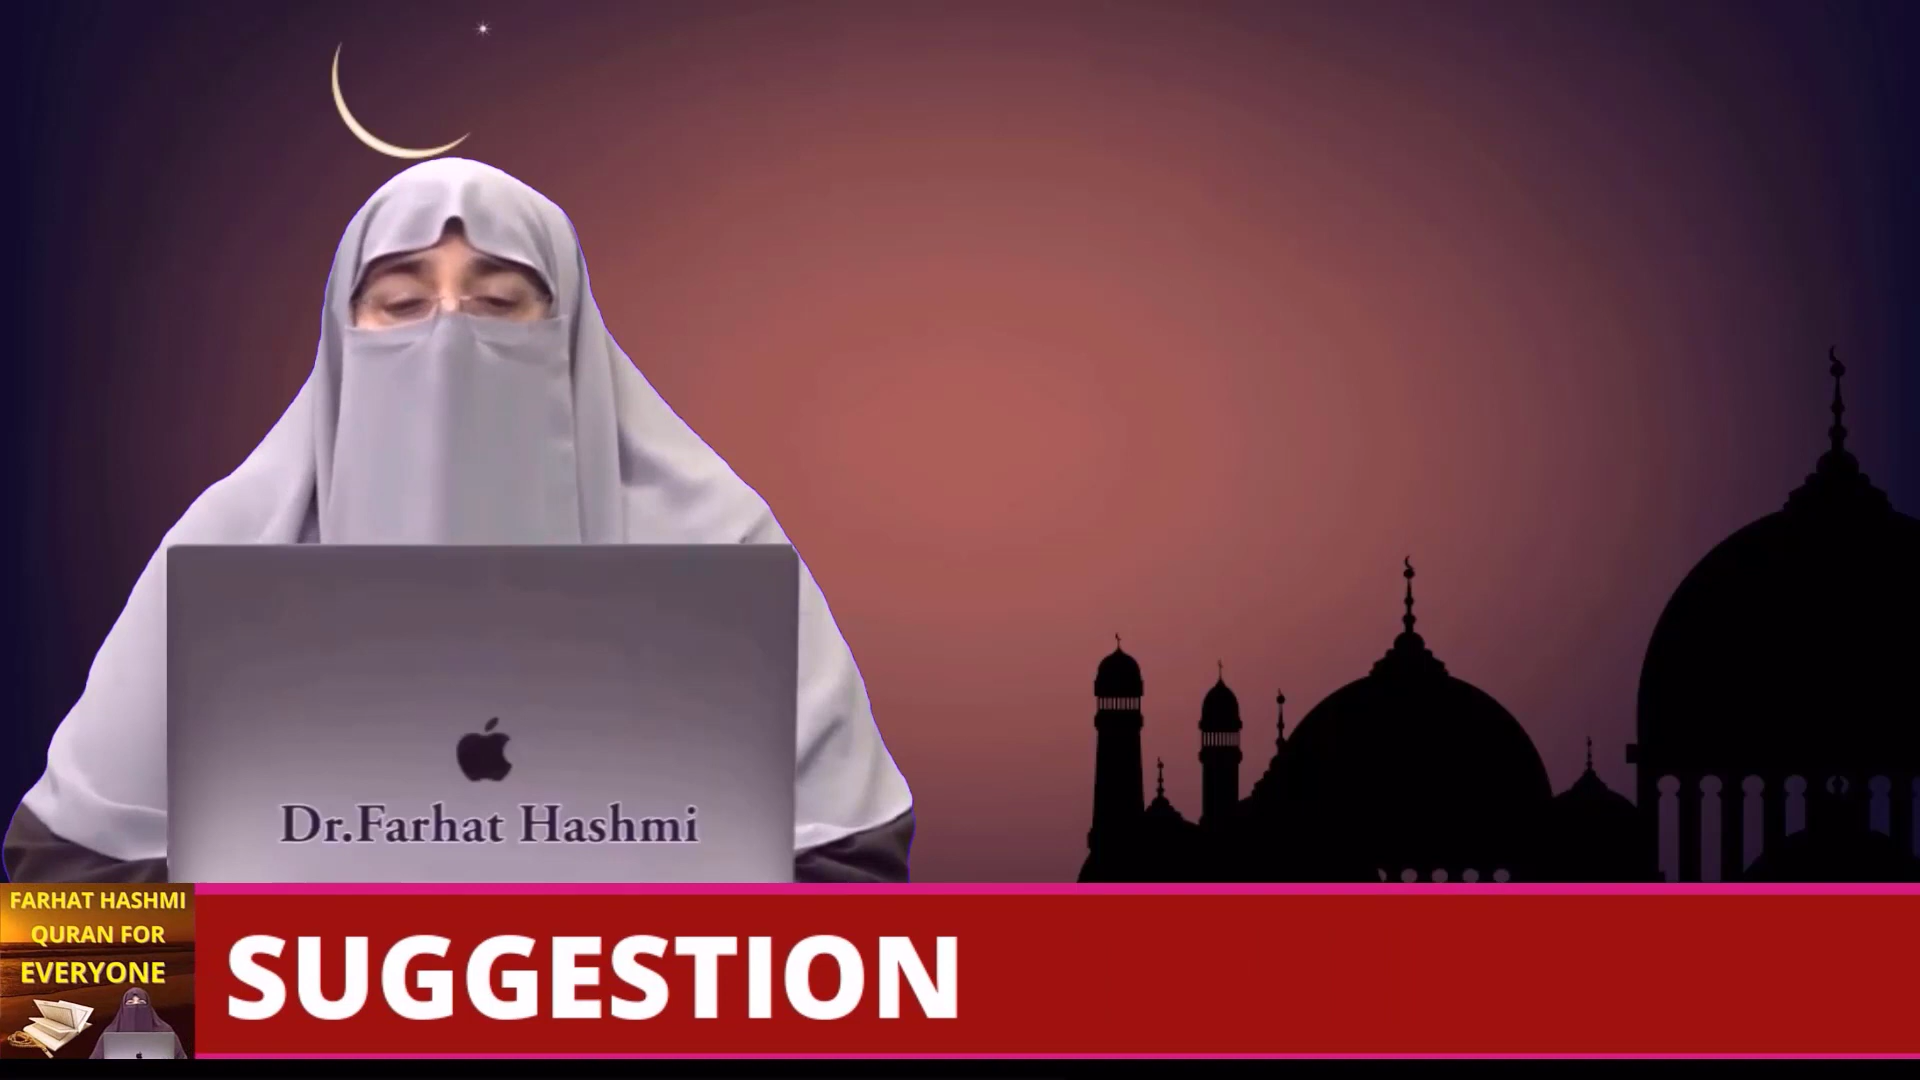 Dr.Farhat Hashmi
FARHAT HASHMI
QURAN FOR
EVERYONE
SUGGESTION